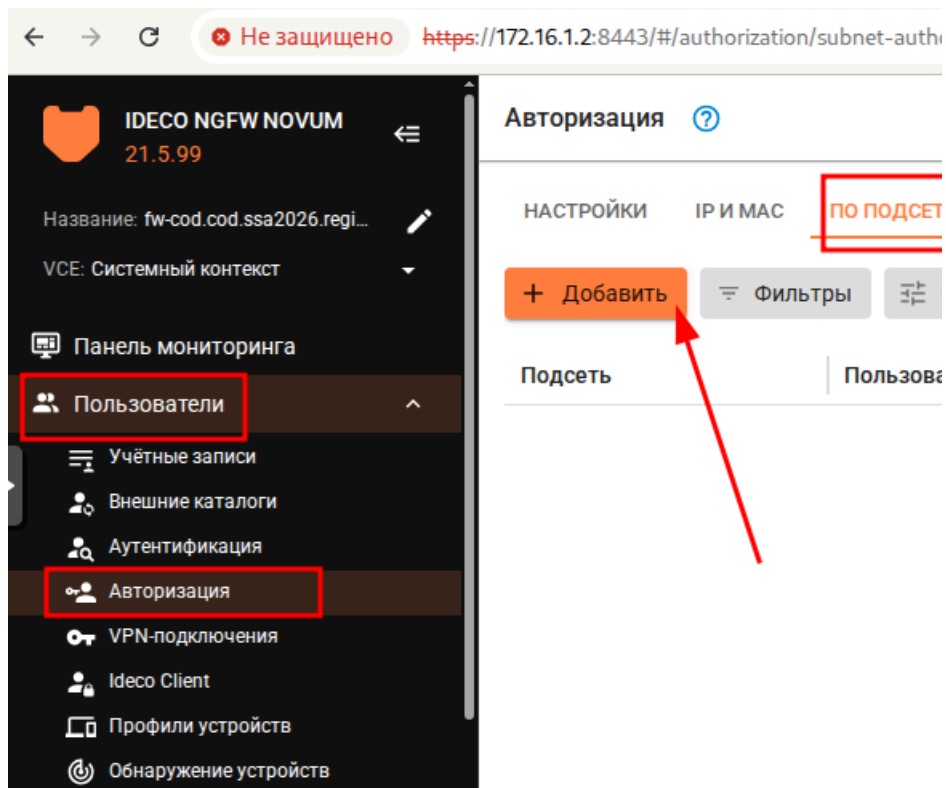 Не защищено https://172.16.1.2:8443/#/authorization/subnet-autho
IDECO NGFW NOVUM
21.5.99
Название: fw-cod.cod.ssa2026.regi...
VCE: Системный контекст
Панель мониторинга
Пользователи
Учётные записи
Внешние каталоги
Аутентификация
Авторизация
VPN-подключения
Ideco Client
Профили устройств
Обнаружение устройств
Авторизация
НАСТРОЙКИ IP И MAC ПО ПОДСЕТ
+ Добавить Фильтры
Подсеть Пользова